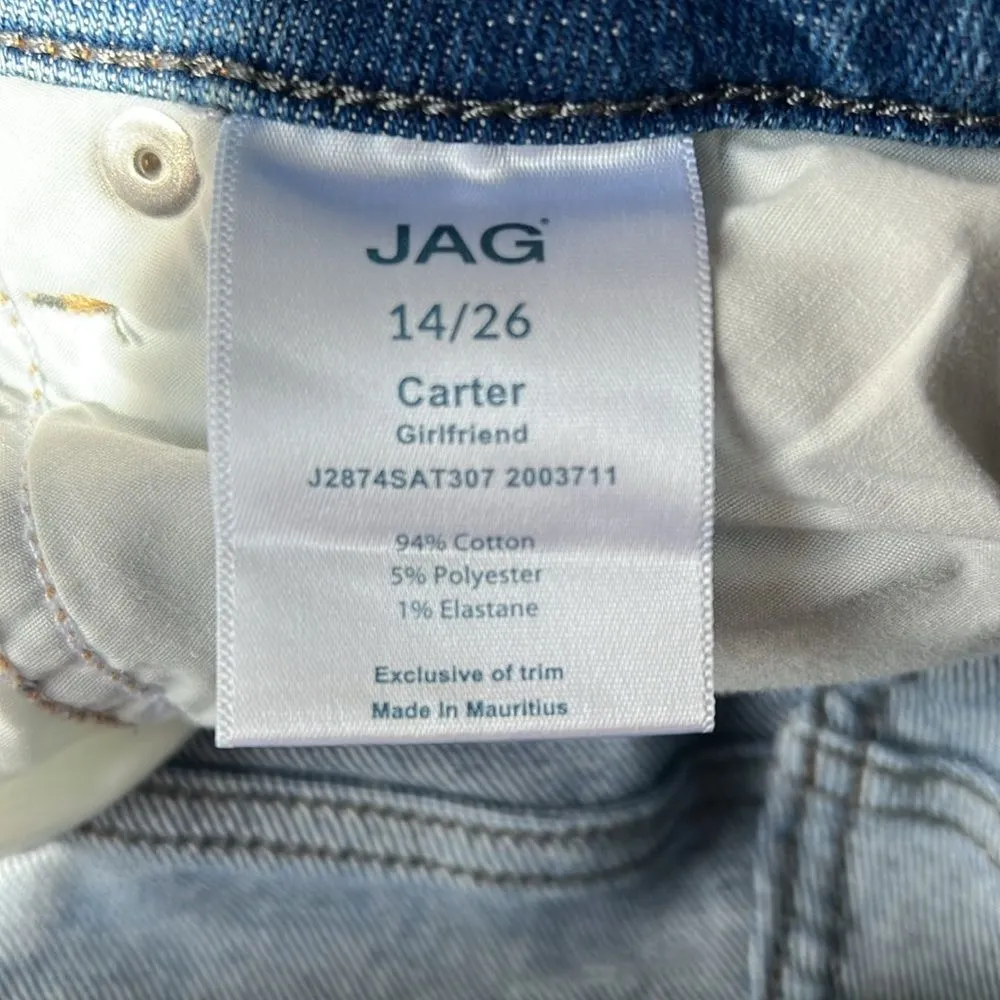 JAG
14/26
Carter
Girlfriend
J2874SAT307 2003711
94% Cotton
5% Polyester
1% Elastane
Exclusive of trim
Made In Mauritius